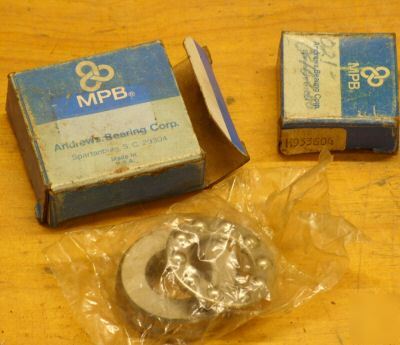 MPB®
Andrews Bearing Corp.
Spartanburg, S. C. 29304
Made in
U.S.A.
MPB
Andrews Bearing Corp.